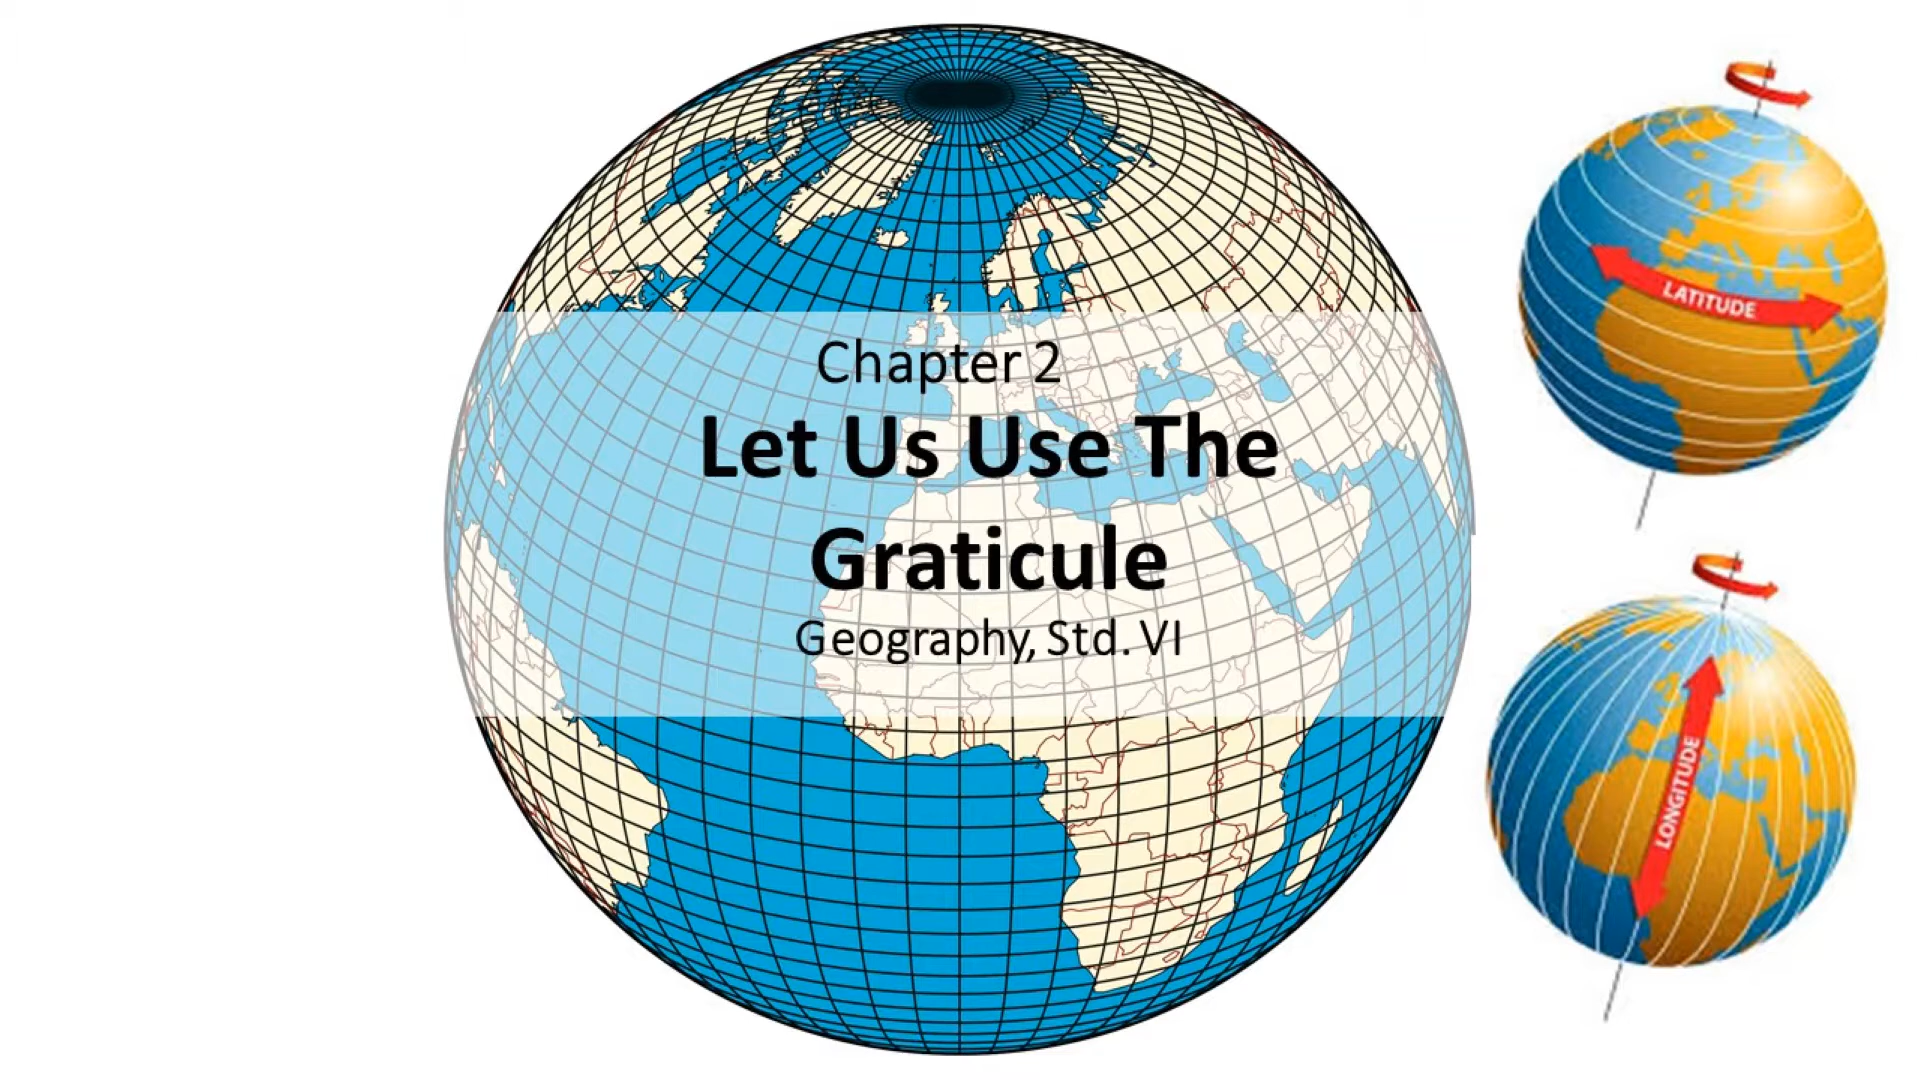 Chapter 2
Let Us Use The
Graticule
Geography, Std. VI
LATITUDE
LONGITUDE